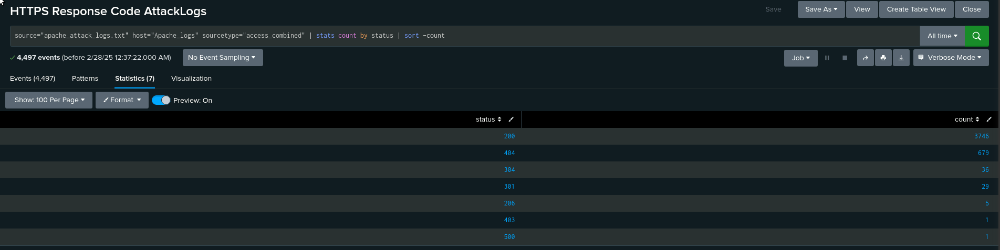 HTTPS Response Code AttackLogs
Save Save As View Create Table View Close
source="apache_attack_logs.txt" host="Apache_logs" sourcetype="access_combined" | stats count by status | sort -count
All time
4,497 events (before 2/28/25 12:37:22.000 AM) No Event Sampling
Job Verbose Mode
Events (4,497) Patterns Statistics (7) Visualization
Show: 100 Per Page Format Preview: On
status count
200 3746
404 679
304 36
301 29
206 5
403 1
500 1